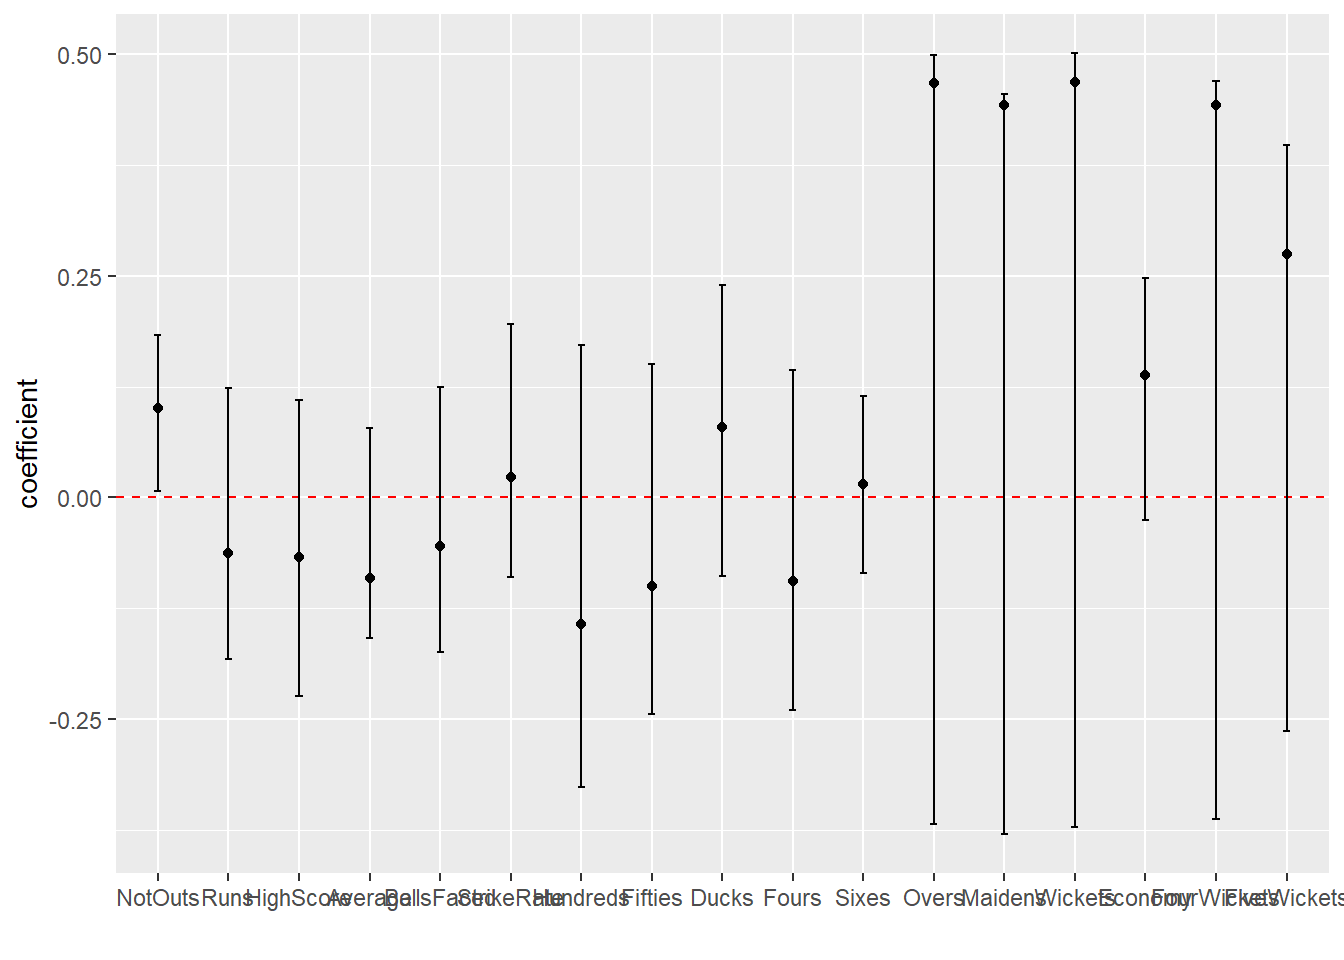 0.50
0.25
0.00
-0.25
coefficient
NotOuts Runs HighScore Average BallsFaced StrikeRate Hundreds Fifties Ducks Fours Sixes Overs Maidens Wickets Economy FourWickets FiveWickets